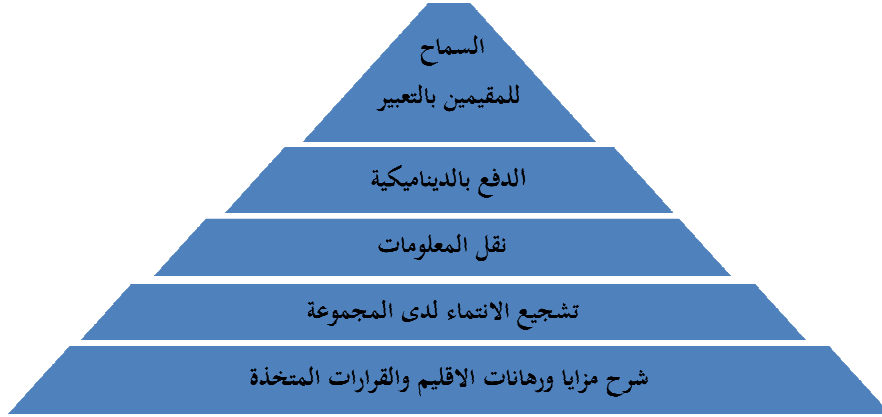 السماح
للمقيمين بالتعبير
الدفع بالديناميكية
نقل المعلومات
تشجيع الانتماء لدى المجموعة
شرح مزايا ورهانات الاقليم والقرارات المتخذة